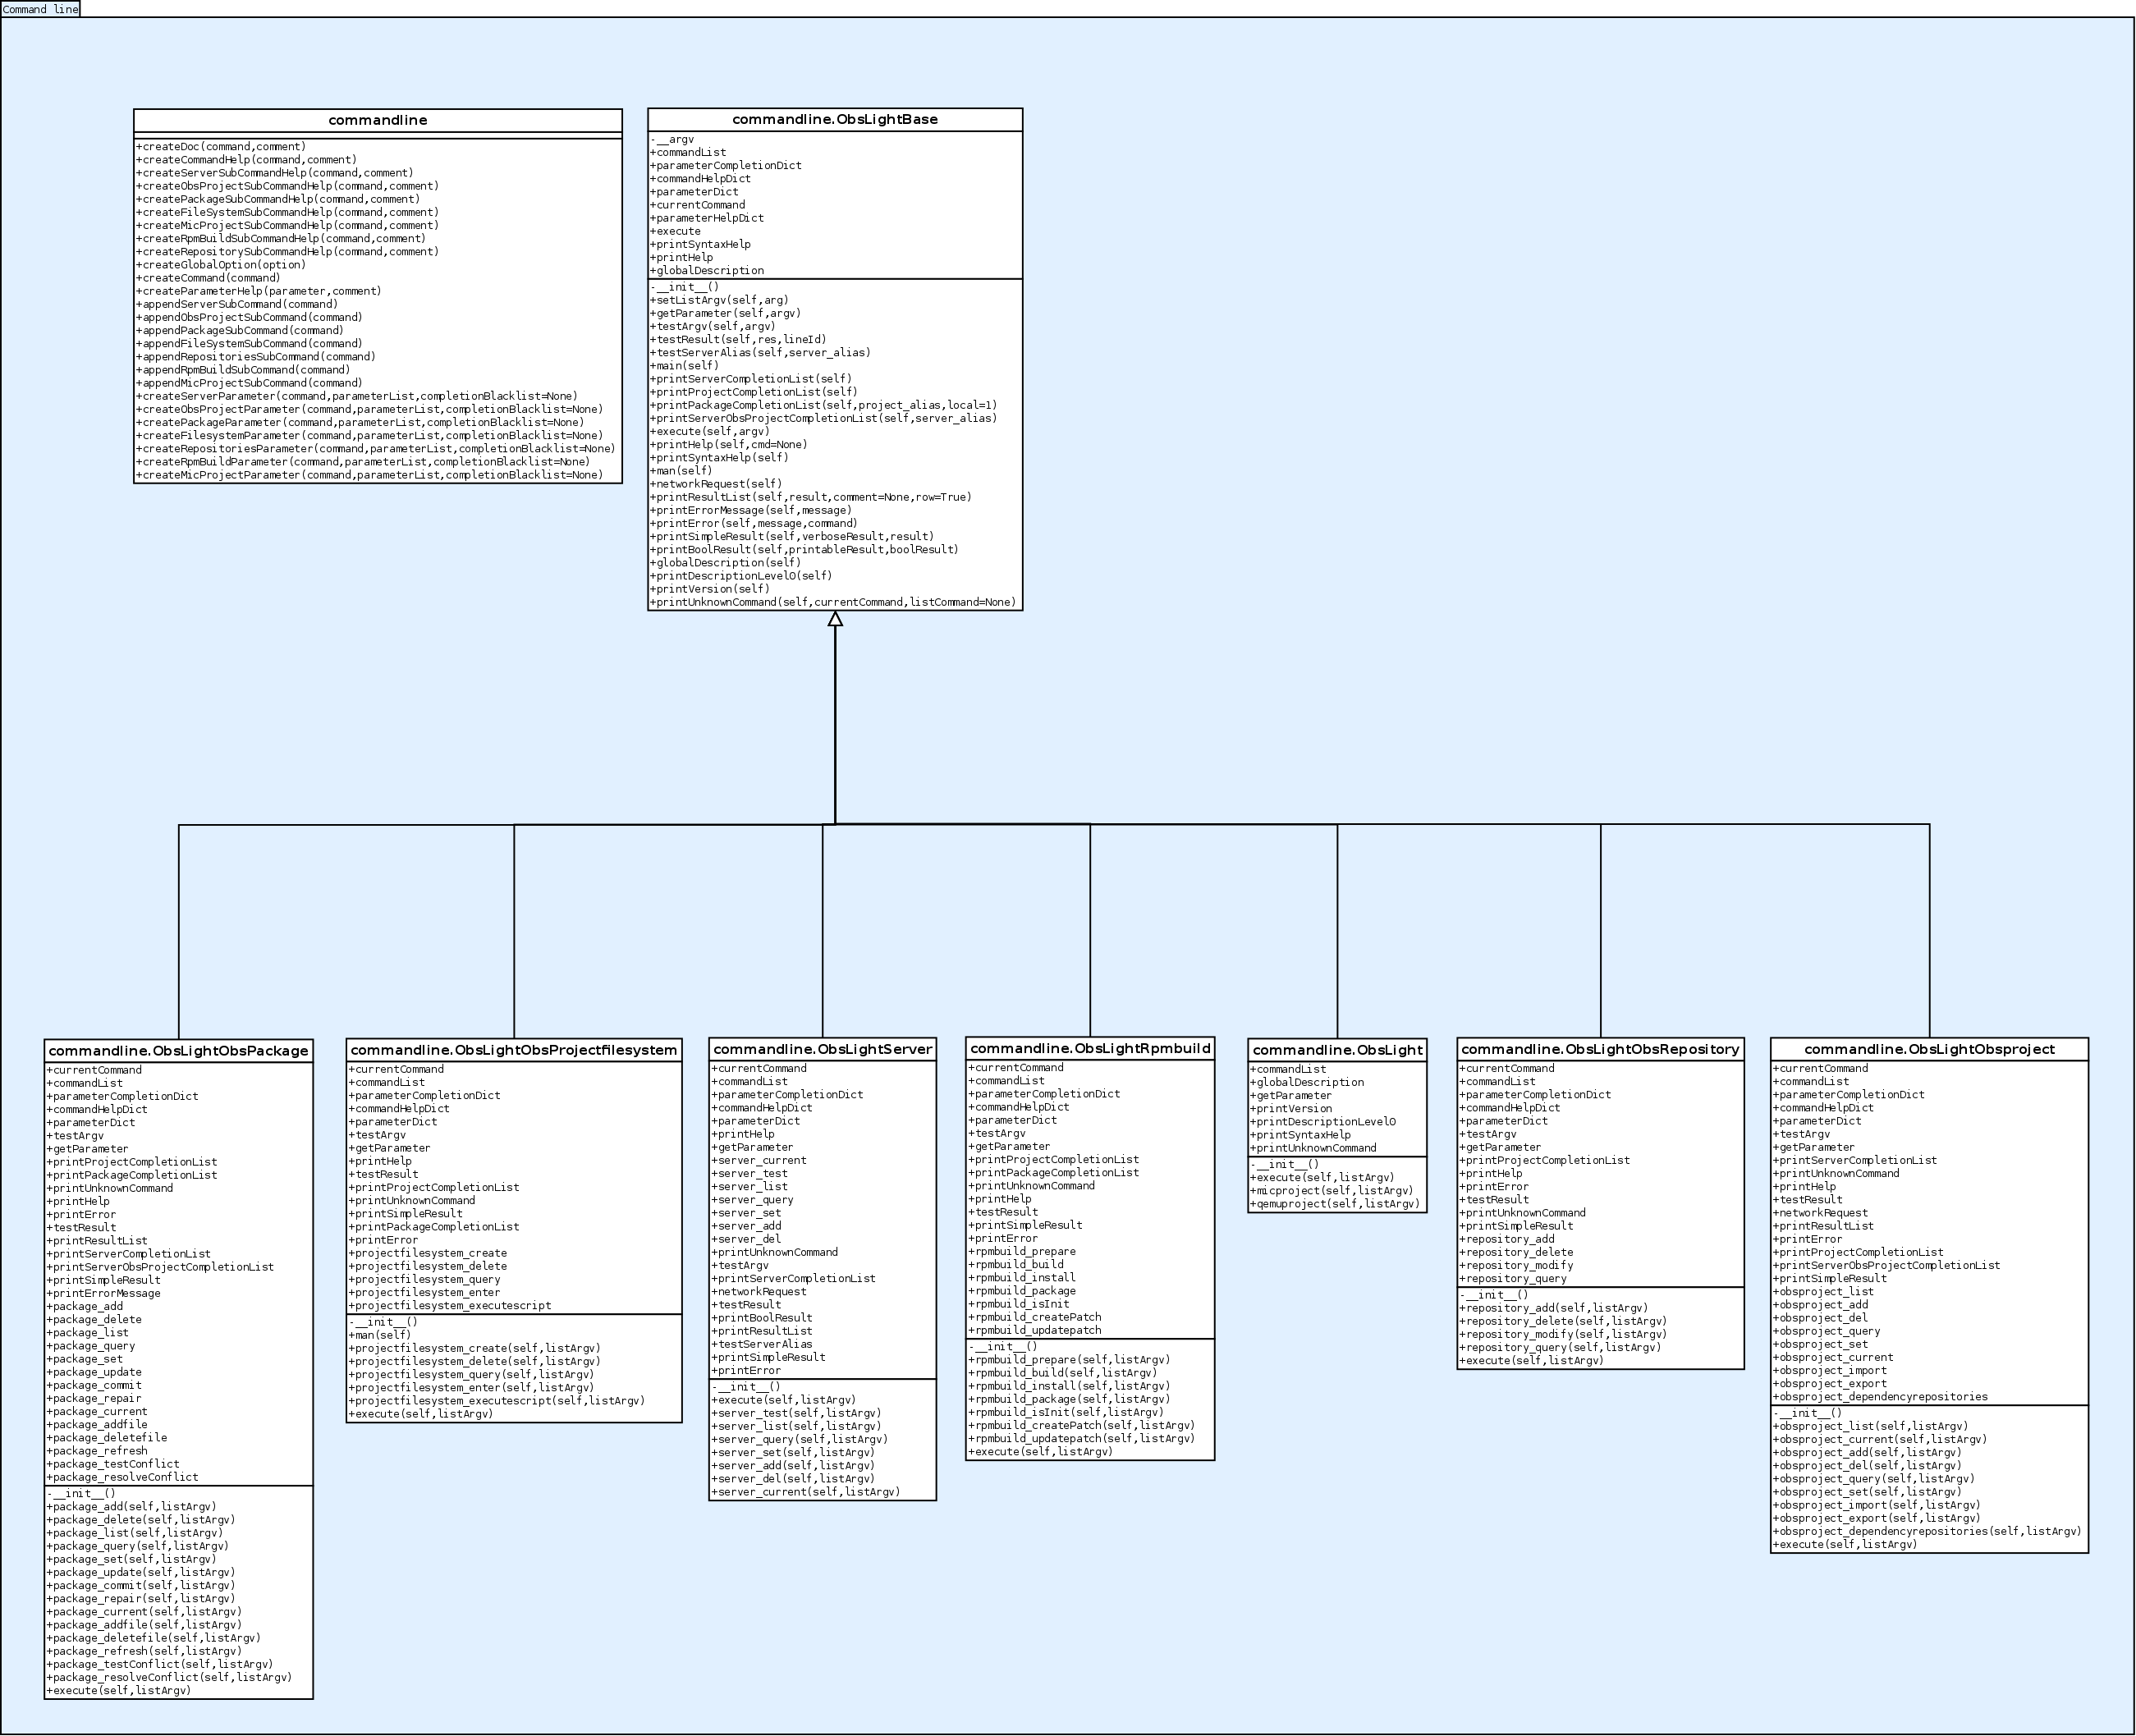 Command line
commandline
+createDoc(command,comment)
+createCommandHelp(command,comment)
+createServerSubCommandHelp(command,comment)
+createObsProjectSubCommandHelp(command,comment)
+createPackageSubCommandHelp(command,comment)
+createFileSystemSubCommandHelp(command,comment)
+createMicProjectSubCommandHelp(command,comment)
+createRpmBuildSubCommandHelp(command,comment)
+createRepositorySubCommandHelp(command,comment)
+createGlobalOption(option)
+createCommand(command)
+createParameterHelp(parameter,comment)
+appendServerSubCommand(command)
+appendObsProjectSubCommand(command)
+appendPackageSubCommand(command)
+appendFileSystemSubCommand(command)
+appendRepositoriesSubCommand(command)
+appendRpmBuildSubCommand(command)
+appendMicProjectSubCommand(command)
+createServerParameter(command,parameterList,completionBlacklist=None)
+createObsProjectParameter(command,parameterList,completionBlacklist=None)
+createPackageParameter(command,parameterList,completionBlacklist=None)
+createFilesystemParameter(command,parameterList,completionBlacklist=None)
+createRepositoriesParameter(command,parameterList,completionBlacklist=None)
+createRpmBuildParameter(command,parameterList,completionBlacklist=None)
+createMicProjectParameter(command,parameterList,completionBlacklist=None)
commandline.ObsLightBase
-__argv
+commandList
+parameterCompletionDict
+commandHelpDict
+parameterDict
+currentCommand
+parameterHelpDict
+execute
+printSyntaxHelp
+printHelp
+globalDescription
-__init__()
+setListArgv(self,arg)
+getParameter(self,argv)
+testArgv(self,argv)
+testResult(self,res,lineId)
+testServerAlias(self,server_alias)
+main(self)
+printServerCompletionList(self)
+printProjectCompletionList(self)
+printPackageCompletionList(self,project_alias,local=1)
+printServerObsProjectCompletionList(self,server_alias)
+execute(self,argv)
+printHelp(self,cmd=None)
+printSyntaxHelp(self)
+man(self)
+networkRequest(self)
+printResultList(self,result,comment=None,row=True)
+printErrorMessage(self,message)
+printError(self,message,command)
+printSimpleResult(self,verboseResult,result)
+printBoolResult(self,printableResult,boolResult)
+globalDescription(self)
+printDescriptionLevel0(self)
+printVersion(self)
+printUnknownCommand(self,currentCommand,listCommand=None)
commandline.ObsLightObsPackage
+currentCommand
+commandList
+parameterCompletionDict
+commandHelpDict
+parameterDict
+testArgv
+getParameter
+printProjectCompletionList
+printPackageCompletionList
+printUnknownCommand
+printHelp
+printError
+testResult
+printResultList
+printServerCompletionList
+printServerObsProjectCompletionList
+printSimpleResult
+printErrorMessage
+package_add
+package_delete
+package_list
+package_query
+package_set
+package_update
+package_commit
+package_repair
+package_current
+package_addfile
+package_deletefile
+package_refresh
+package_testConflict
+package_resolveConflict
-__init__()
+package_add(self,listArgv)
+package_delete(self,listArgv)
+package_list(self,listArgv)
+package_query(self,listArgv)
+package_set(self,listArgv)
+package_update(self,listArgv)
+package_commit(self,listArgv)
+package_repair(self,listArgv)
+package_current(self,listArgv)
+package_addfile(self,listArgv)
+package_deletefile(self,listArgv)
+package_refresh(self,listArgv)
+package_testConflict(self,listArgv)
+package_resolveConflict(self,listArgv)
+execute(self,listArgv)
commandline.ObsLightObsProjectfilesystem
+currentCommand
+commandList
+parameterCompletionDict
+commandHelpDict
+parameterDict
+testArgv
+getParameter
+printHelp
+testResult
+printProjectCompletionList
+printUnknownCommand
+printSimpleResult
+printPackageCompletionList
+printError
+projectfilesystem_create
+projectfilesystem_delete
+projectfilesystem_query
+projectfilesystem_enter
+projectfilesystem_executescript
-__init__()
+man(self)
+projectfilesystem_create(self,listArgv)
+projectfilesystem_delete(self,listArgv)
+projectfilesystem_query(self,listArgv)
+projectfilesystem_enter(self,listArgv)
+projectfilesystem_executescript(self,listArgv)
+execute(self,listArgv)
commandline.ObsLightServer
+currentCommand
+commandList
+parameterCompletionDict
+commandHelpDict
+parameterDict
+printHelp
+getParameter
+server_current
+server_test
+server_list
+server_query
+server_set
+server_add
+server_del
+printUnknownCommand
+testArgv
+printServerCompletionList
+networkRequest
+testResult
+printBoolResult
+printResultList
+testServerAlias
+printSimpleResult
+printError
-__init__()
+execute(self,listArgv)
+server_test(self,listArgv)
+server_list(self,listArgv)
+server_query(self,listArgv)
+server_set(self,listArgv)
+server_add(self,listArgv)
+server_del(self,listArgv)
+server_current(self,listArgv)
commandline.ObsLightRpmbuild
+currentCommand
+commandList
+parameterCompletionDict
+commandHelpDict
+parameterDict
+testArgv
+getParameter
+printProjectCompletionList
+printPackageCompletionList
+printUnknownCommand
+printHelp
+testResult
+printSimpleResult
+printError
+rpmbuild_prepare
+rpmbuild_build
+rpmbuild_install
+rpmbuild_package
+rpmbuild_isInit
+rpmbuild_createPatch
+rpmbuild_updatepatch
-__init__()
+rpmbuild_prepare(self,listArgv)
+rpmbuild_build(self,listArgv)
+rpmbuild_install(self,listArgv)
+rpmbuild_package(self,listArgv)
+rpmbuild_isInit(self,listArgv)
+rpmbuild_createPatch(self,listArgv)
+rpmbuild_updatepatch(self,listArgv)
+execute(self,listArgv)
commandline.ObsLight
+commandList
+globalDescription
+getParameter
+printVersion
+printDescriptionLevel0
+printSyntaxHelp
+printUnknownCommand
-__init__()
+execute(self,listArgv)
+micproject(self,listArgv)
+qemuproject(self,listArgv)
commandline.ObsLightObsRepository
+currentCommand
+commandList
+parameterCompletionDict
+commandHelpDict
+parameterDict
+testArgv
+getParameter
+printProjectCompletionList
+printHelp
+printError
+testResult
+printUnknownCommand
+printSimpleResult
+repository_add
+repository_delete
+repository_modify
+repository_query
-__init__()
+repository_add(self,listArgv)
+repository_delete(self,listArgv)
+repository_modify(self,listArgv)
+repository_query(self,listArgv)
+execute(self,listArgv)
commandline.ObsLightObsproject
+currentCommand
+commandList
+parameterCompletionDict
+commandHelpDict
+parameterDict
+testArgv
+getParameter
+printServerCompletionList
+printUnknownCommand
+printHelp
+testResult
+networkRequest
+printResultList
+printError
+printProjectCompletionList
+printServerObsProjectCompletionList
+printSimpleResult
+obsproject_list
+obsproject_add
+obsproject_del
+obsproject_query
+obsproject_set
+obsproject_current
+obsproject_import
+obsproject_export
+obsproject_dependencyrepositories
-__init__()
+obsproject_list(self,listArgv)
+obsproject_current(self,listArgv)
+obsproject_add(self,listArgv)
+obsproject_del(self,listArgv)
+obsproject_query(self,listArgv)
+obsproject_set(self,listArgv)
+obsproject_import(self,listArgv)
+obsproject_export(self,listArgv)
+obsproject_dependencyrepositories(self,listArgv)
+execute(self,listArgv)